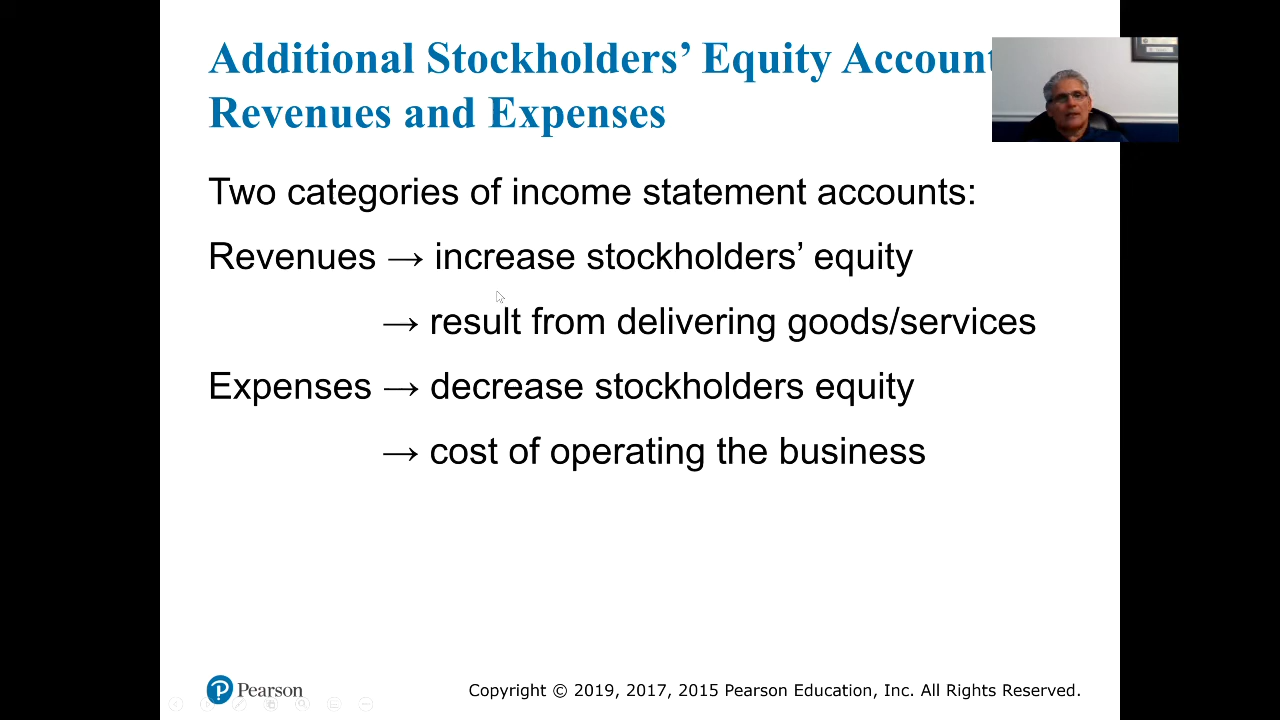 Additional Stockholders’ Equity Account
Revenues and Expenses
Two categories of income statement accounts:
Revenues → increase stockholders’ equity
→ result from delivering goods/services
Expenses → decrease stockholders equity
→ cost of operating the business
Pearson
Copyright © 2019, 2017, 2015 Pearson Education, Inc. All Rights Reserved.